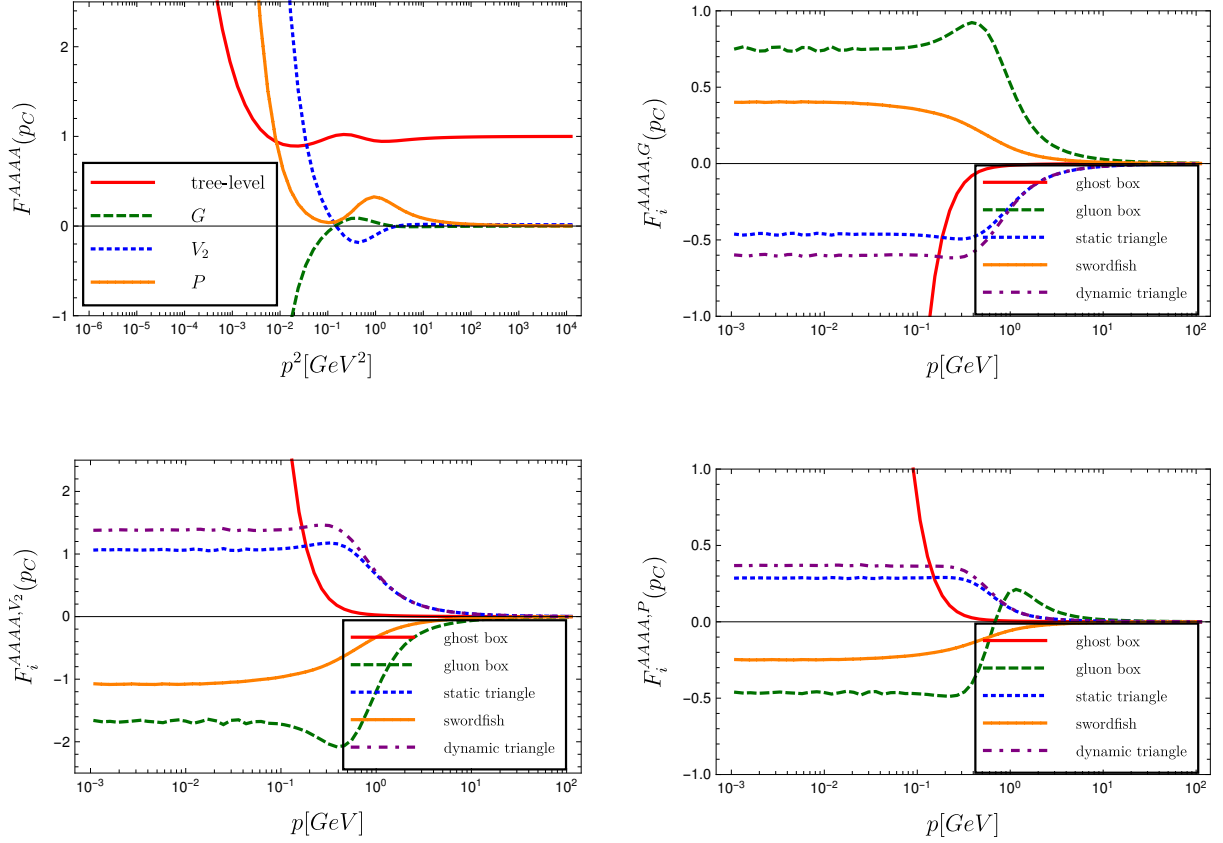 F^{AAAA}(p_C)
2
1
0
−1
tree-level
G
V_2
P
10^{-6} 10^{-5} 10^{-4} 10^{-3} 10^{-2} 10^{-1} 10^0 10^1 10^2 10^3 10^4
p^2[GeV^2]
F_i^{AAAA,G}(p_C)
1.0
0.5
0.0
−0.5
−1.0
ghost box
gluon box
static triangle
swordfish
dynamic triangle
10^{-3} 10^{-2} 10^{-1} 10^0 10^1 10^2
p[GeV]
F_i^{AAAA,V_2}(p_C)
2
1
0
−1
−2
ghost box
gluon box
static triangle
swordfish
dynamic triangle
10^{-3} 10^{-2} 10^{-1} 10^0 10^1 10^2
p[GeV]
F_i^{AAAA,P}(p_C)
1.0
0.5
0.0
−0.5
−1.0
ghost box
gluon box
static triangle
swordfish
dynamic triangle
10^{-3} 10^{-2} 10^{-1} 10^0 10^1 10^2
p[GeV]